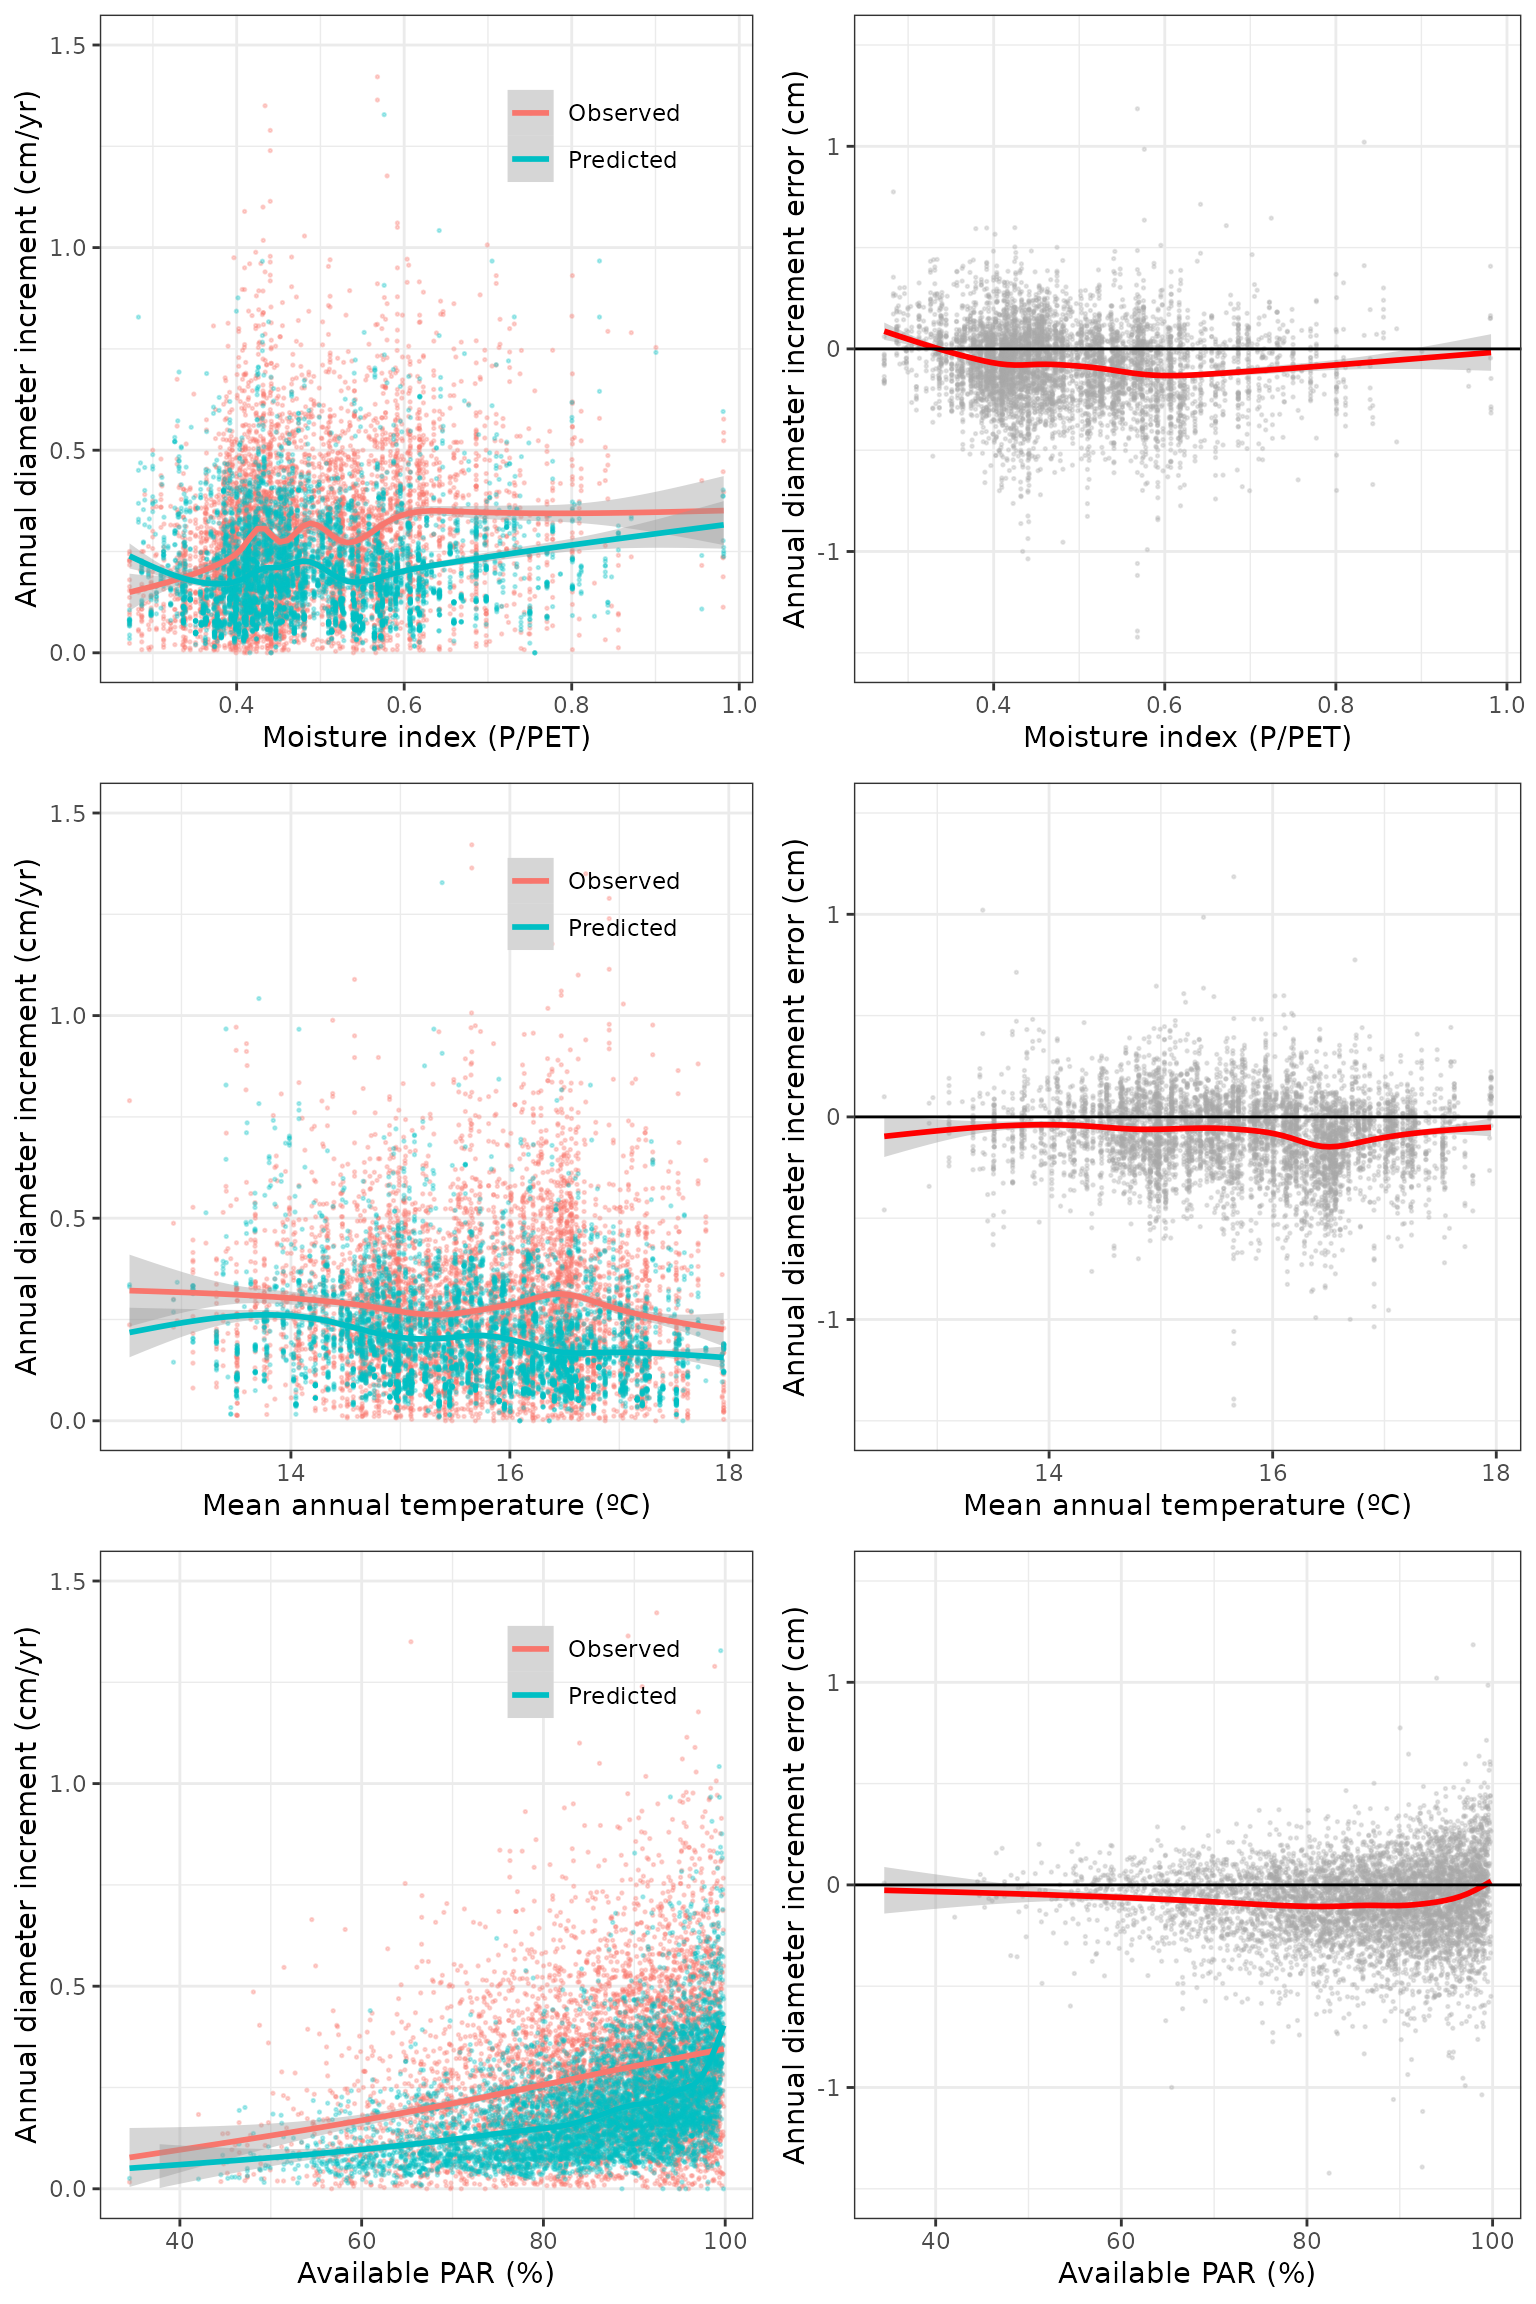 Annual diameter increment (cm/yr)
1.5
1.0
0.5
0.0
Observed
Predicted
0.4 0.6 0.8 1.0
Moisture index (P/PET)
Annual diameter increment error (cm)
1
0
-1
0.4 0.6 0.8 1.0
Moisture index (P/PET)
Annual diameter increment (cm/yr)
1.5
1.0
0.5
0.0
Observed
Predicted
14 16 18
Mean annual temperature (ºC)
Annual diameter increment error (cm)
1
0
-1
14 16 18
Mean annual temperature (ºC)
Annual diameter increment (cm/yr)
1.5
1.0
0.5
0.0
Observed
Predicted
40 60 80 100
Available PAR (%)
Annual diameter increment error (cm)
1
0
-1
40 60 80 100
Available PAR (%)